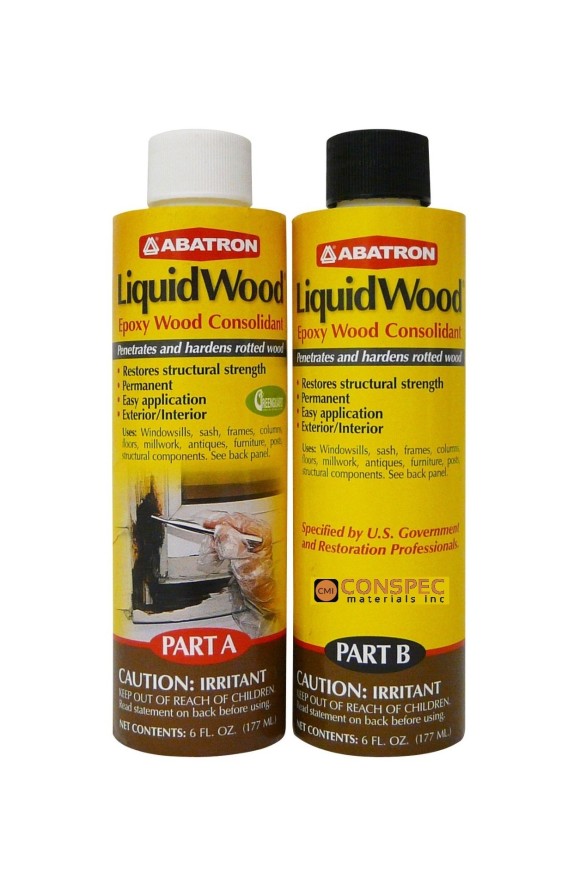 ABATRON
LiquidWood®
Epoxy Wood Consolidant
Penetrates and hardens rotted wood
• Restores structural strength
• Permanent
• Easy application
• Exterior/Interior
GREENGUARD
Uses: Windowsills, sash, frames, columns,
floors, millwork, antiques, furniture, posts,
structural components. See back panel.
PART A
CAUTION: IRRITANT
KEEP OUT OF REACH OF CHILDREN.
Read statement on back before using.
NET CONTENTS: 6 FL. OZ. (177 ML.)
ABATRON
LiquidWood®
Epoxy Wood Consolidant
Penetrates and hardens rotted wood
• Restores structural strength
• Permanent
• Easy application
• Exterior/Interior
Uses: Windowsills, sash, frames, columns,
floors, millwork, antiques, furniture, posts,
structural components. See back panel.
Specified by U.S. Government
and Restoration Professionals.
CMI CONSPEC
materials inc
PART B
CAUTION: IRRITANT
KEEP OUT OF REACH OF CHILDREN.
Read statement on back before using.
NET CONTENTS: 6 FL. OZ. (177 ML.)